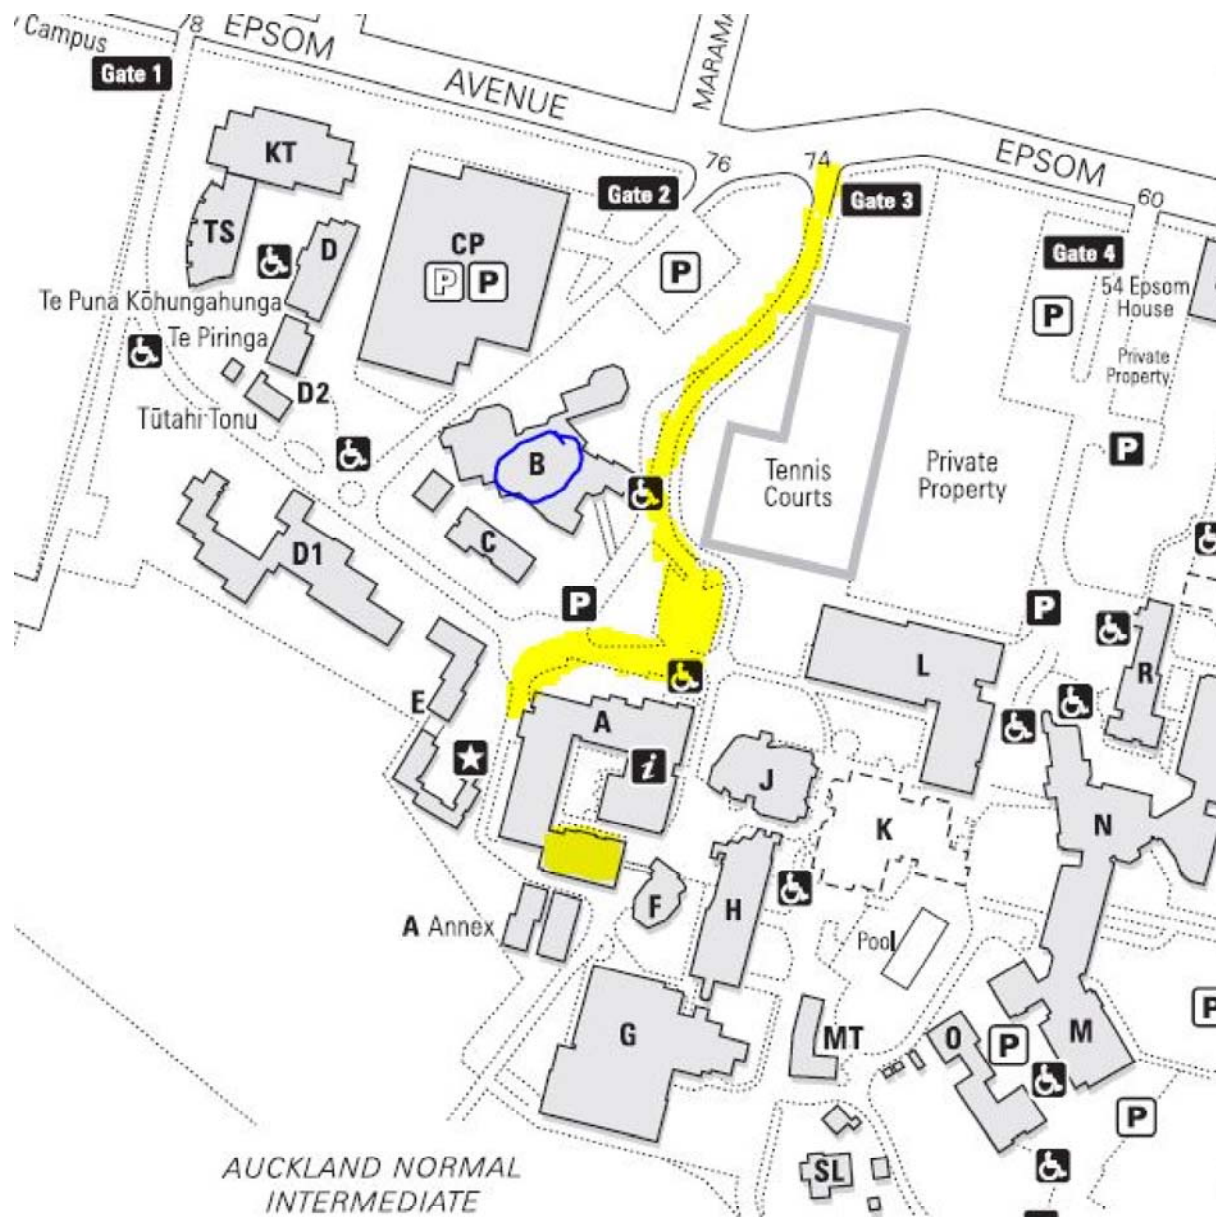 y Campus
78
EPSOM
AVENUE
Gate 1
MARAMA
76
74
EPSOM
60
Gate 2
Gate 3
Gate 4
KT
TS
D
CP
P P
P
P
54 Epsom
House
Te Puna Kōhungahunga
Te Piringa
Private
Property
D2
Tūtahi Tonu
B
Tennis
Courts
Private
Property
P
D1
C
P
P
L
R
E
A
i
J
K
N
F
H
A Annex
Pool
G
MT
O
P
M
P
P
SL
AUCKLAND NORMAL
INTERMEDIATE